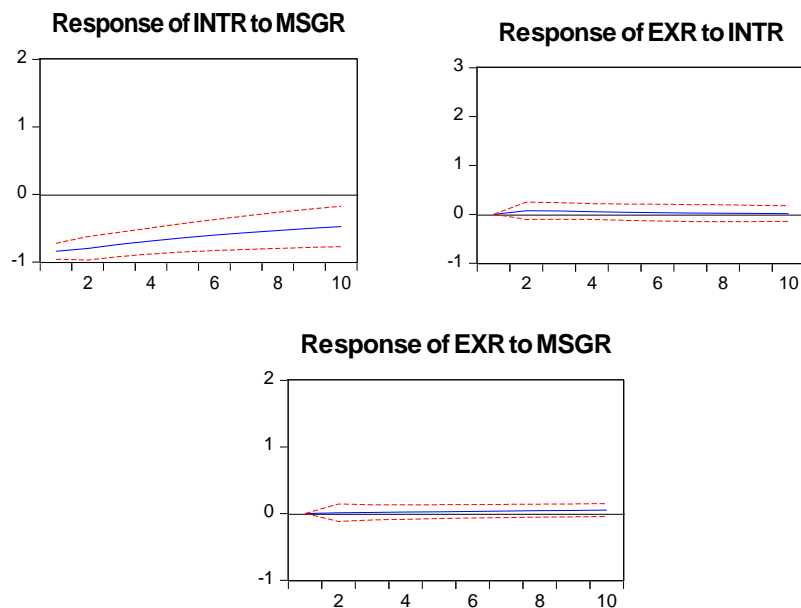 Response of INTR to MSGR
2
1
0
-1
2 4 6 8 10
Response of EXR to INTR
3
2
1
0
-1
2 4 6 8 10
Response of EXR to MSGR
2
1
0
-1
2 4 6 8 10